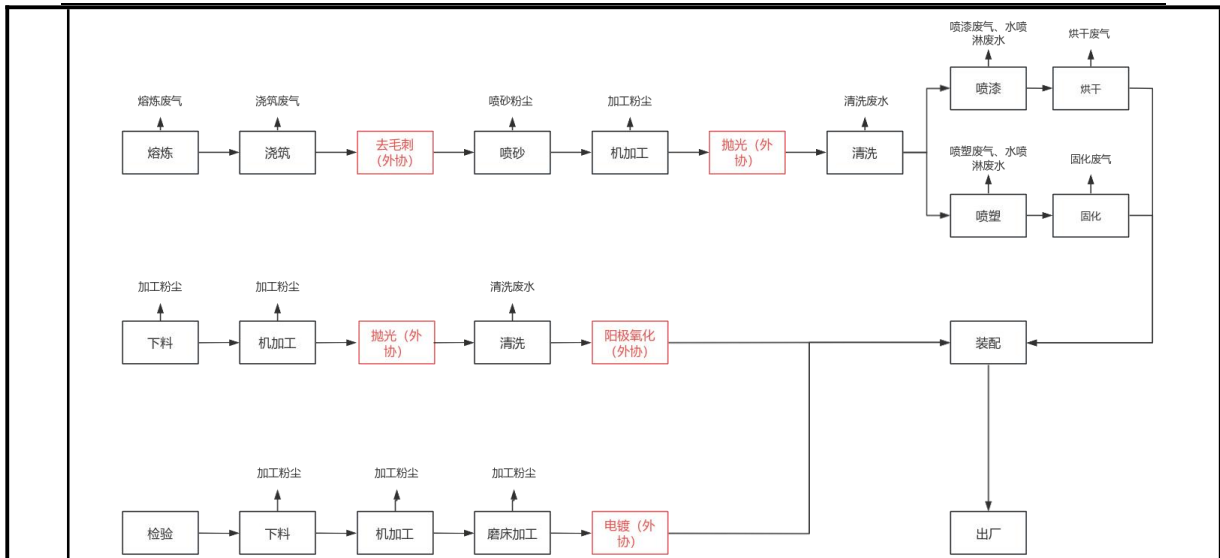 喷漆废气、水喷
淋废水
烘干废气
熔炼废气
浇筑废气
喷砂粉尘
加工粉尘
清洗废水
喷漆
烘干
熔炼
浇筑
去毛刺
（外协）
喷砂
机加工
抛光（外
协）
清洗
喷塑废气、水喷
淋废水
固化废气
喷塑
固化
加工粉尘
加工粉尘
清洗废水
下料
机加工
抛光（外
协）
清洗
阳极氧化
（外协）
装配
加工粉尘
加工粉尘
加工粉尘
检验
下料
机加工
磨床加工
电镀（外
协）
出厂